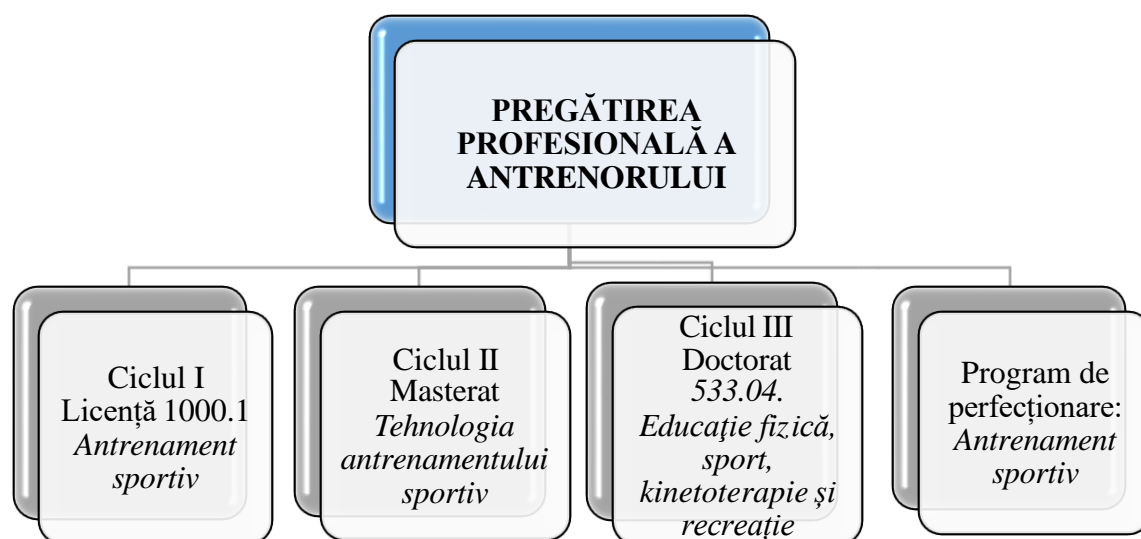 PREGĂTIREA
PROFESIONALĂ A
ANTRENORULUI
Ciclul I
Licență 1000.1
Antrenament
sportiv
Ciclul II
Masterat
Tehnologia
antrenamentului
sportiv
Ciclul III
Doctorat
533.04.
Educaţie fizică,
sport,
kinetoterapie și
recreație
Program de
perfecționare:
Antrenament
sportiv